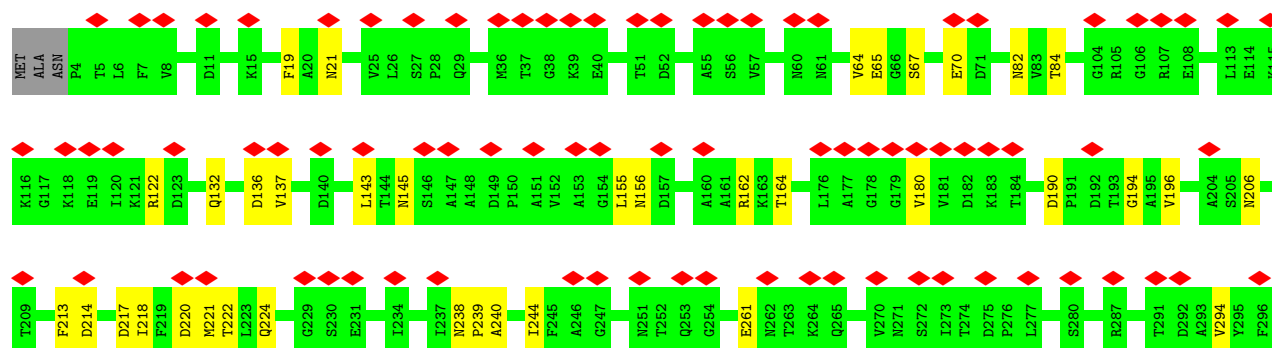 MET ALA ASN P4 T5 L6 F7 V8 D11 K15 F19 A20 N21 V25 L26 S27 P28 Q29 M36 T37 G38 K39 E40 T51 D52 A55 S56 V57 N60 N61 V64 E65 G66 S67 E70 D71 N82 V83 T84 G104 R105 G106 R107 E108 L113 E114 K115
K116 G117 K118 E119 I120 K121 R122 D123 Q132 D136 V137 D140 L143 T144 N145 S146 A147 A148 D149 P150 A151 V152 A153 G154 L155 N156 D157 A160 A161 R162 K163 T164 L176 A177 G178 G179 V180 V181 D182 K183 T184 D190 P191 D192 T193 G194 A195 V196 A204 S205 N206
T209 F213 D214 D217 I218 F219 D220 M221 T222 L223 Q224 G229 S230 E231 I234 I237 N238 P239 A240 I244 F245 A246 G247 N251 T252 Q253 G254 E261 N262 T263 K264 Q265 V270 N271 S272 I273 T274 D275 P276 L277 S280 R287 T291 D292 A293 V294 Y295 F296